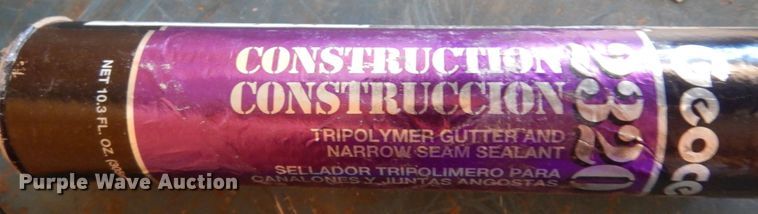 CONSTRUCTION
CONSTRUCCION
TRIPOLYMER GUTTER AND
NARROW SEAM SEALANT
SELLADOR TRIPOLIMERO PARA
CANALONES Y JUNTAS ANGOSTAS
2320
Geoce
NET 10.3 FL. OZ
Purple Wave Auction